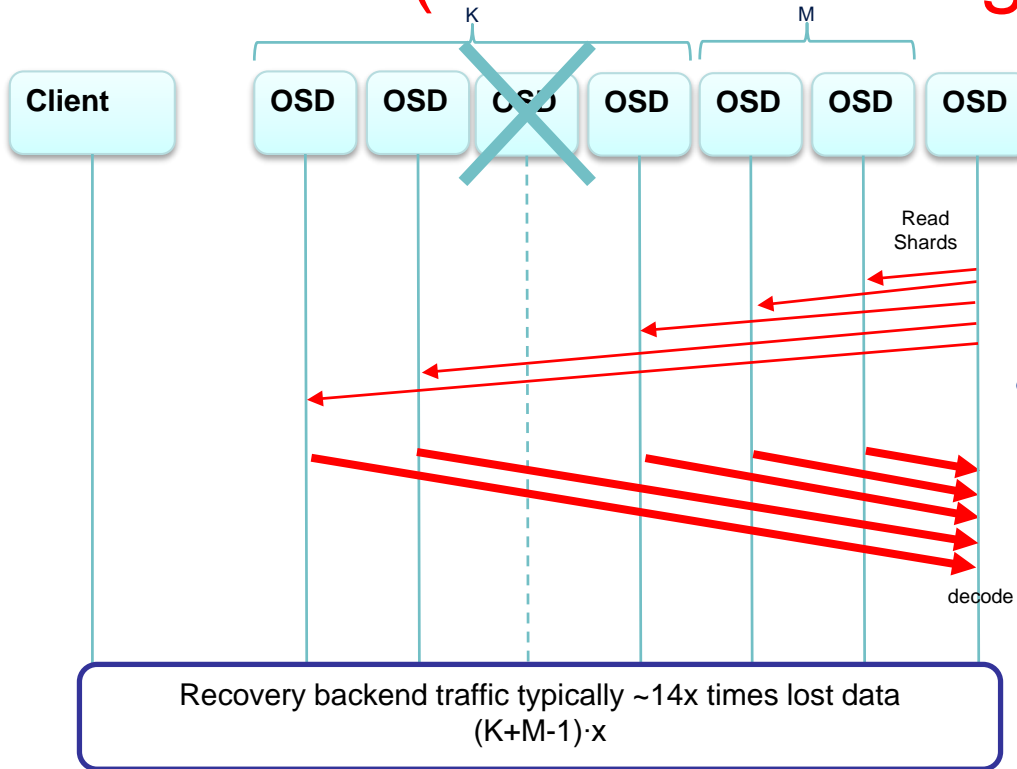 K
M
Client
OSD
OSD
OSD
OSD
OSD
OSD
OSD
Read
Shards
decode
Recovery backend traffic typically ~14x times lost data
(K+M-1)·x